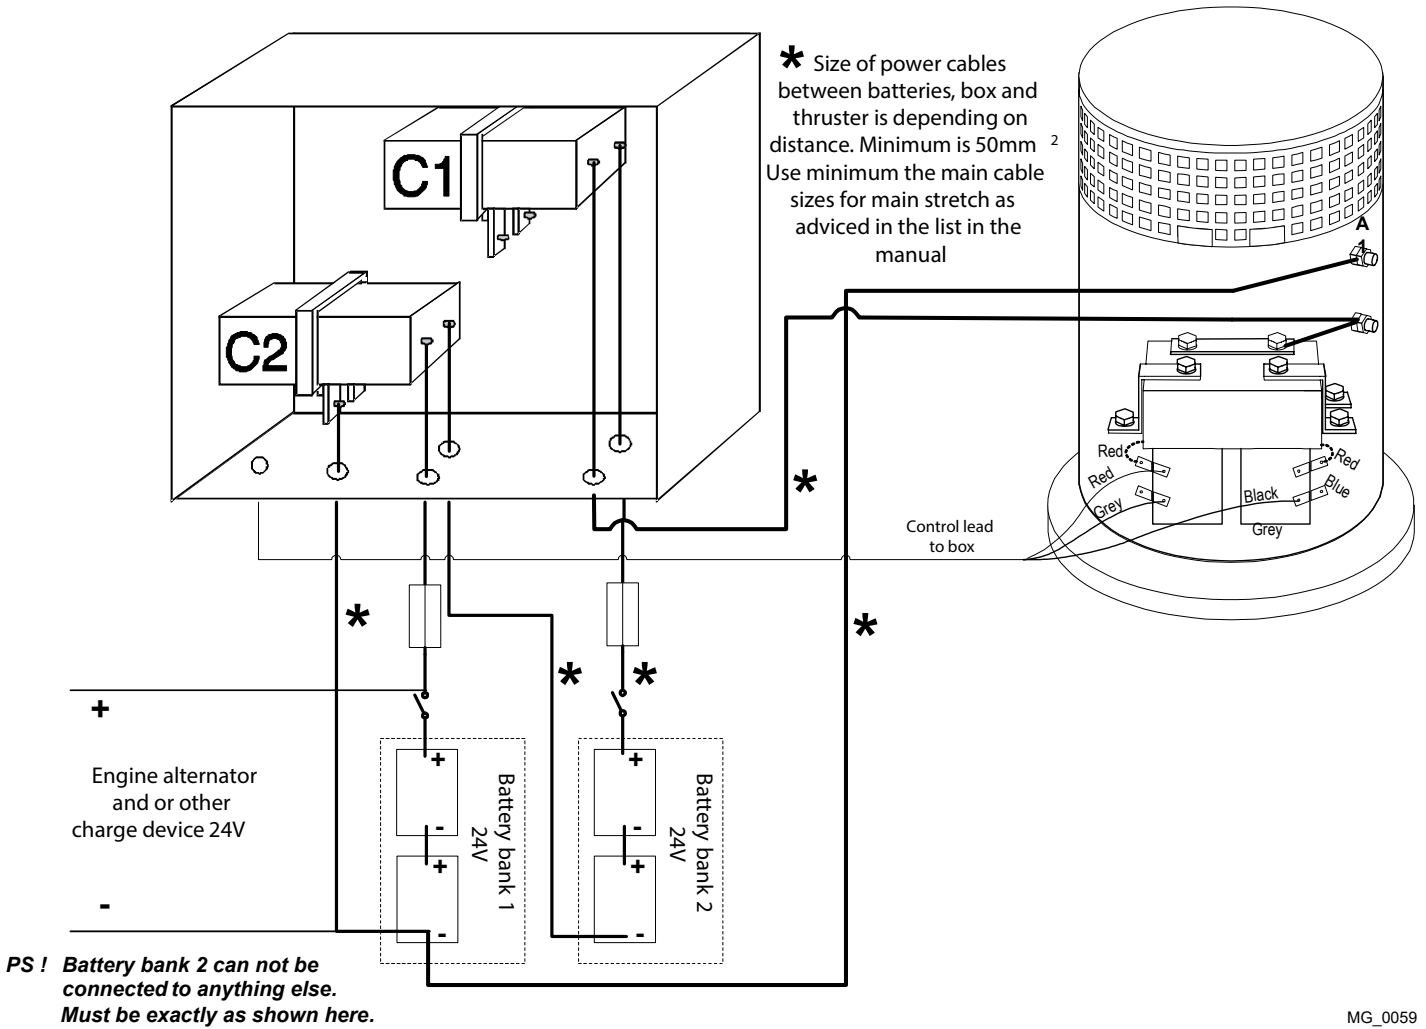 C1
C2
* Size of power cables
between batteries, box and
thruster is depending on
distance. Minimum is 50mm 2
Use minimum the main cable
sizes for main stretch as
adviced in the list in the
manual
A
1
Red
Red
Grey
Red
Blue
Black
Grey
Control lead
to box
*
*
*
*
*
+
Engine alternator
and or other
charge device 24V
-
+
-
+
-
Battery bank 1
24V
+
-
+
-
Battery bank 2
24V
PS ! Battery bank 2 can not be
connected to anything else.
Must be exactly as shown here.
MG_0059